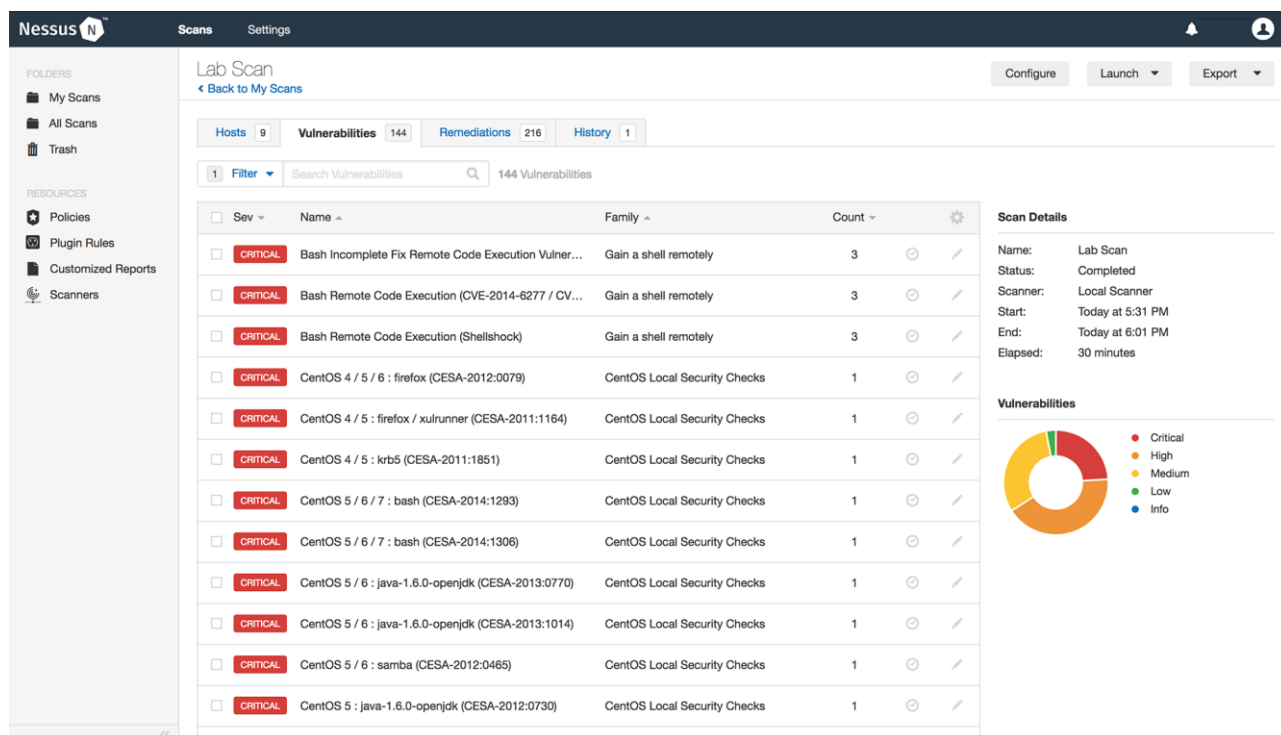 Nessus N
Scans Settings
FOLDERS
My Scans
All Scans
Trash
RESOURCES
Policies
Plugin Rules
Customized Reports
Scanners
Lab Scan
Back to My Scans
Configure Launch Export
Hosts 9 Vulnerabilities 144 Remediations 216 History 1
1 Filter Search Vulnerabilities 144 Vulnerabilities
Sev Name Family Count
CRITICAL Bash Incomplete Fix Remote Code Execution Vulner... Gain a shell remotely 3
CRITICAL Bash Remote Code Execution (CVE-2014-6277 / CV... Gain a shell remotely 3
CRITICAL Bash Remote Code Execution (Shellshock) Gain a shell remotely 3
CRITICAL CentOS 4 / 5 / 6 : firefox (CESA-2012:0079) CentOS Local Security Checks 1
CRITICAL CentOS 4 / 5 : firefox / xulrunner (CESA-2011:1164) CentOS Local Security Checks 1
CRITICAL CentOS 4 / 5 : krb5 (CESA-2011:1851) CentOS Local Security Checks 1
CRITICAL CentOS 5 / 6 / 7 : bash (CESA-2014:1293) CentOS Local Security Checks 1
CRITICAL CentOS 5 / 6 / 7 : bash (CESA-2014:1306) CentOS Local Security Checks 1
CRITICAL CentOS 5 / 6 : java-1.6.0-openjdk (CESA-2013:0770) CentOS Local Security Checks 1
CRITICAL CentOS 5 / 6 : java-1.6.0-openjdk (CESA-2013:1014) CentOS Local Security Checks 1
CRITICAL CentOS 5 / 6 : samba (CESA-2012:0465) CentOS Local Security Checks 1
CRITICAL CentOS 5 : java-1.6.0-openjdk (CESA-2012:0730) CentOS Local Security Checks 1
Scan Details
Name: Lab Scan
Status: Completed
Scanner: Local Scanner
Start: Today at 5:31 PM
End: Today at 6:01 PM
Elapsed: 30 minutes
Vulnerabilities
Critical
High
Medium
Low
Info